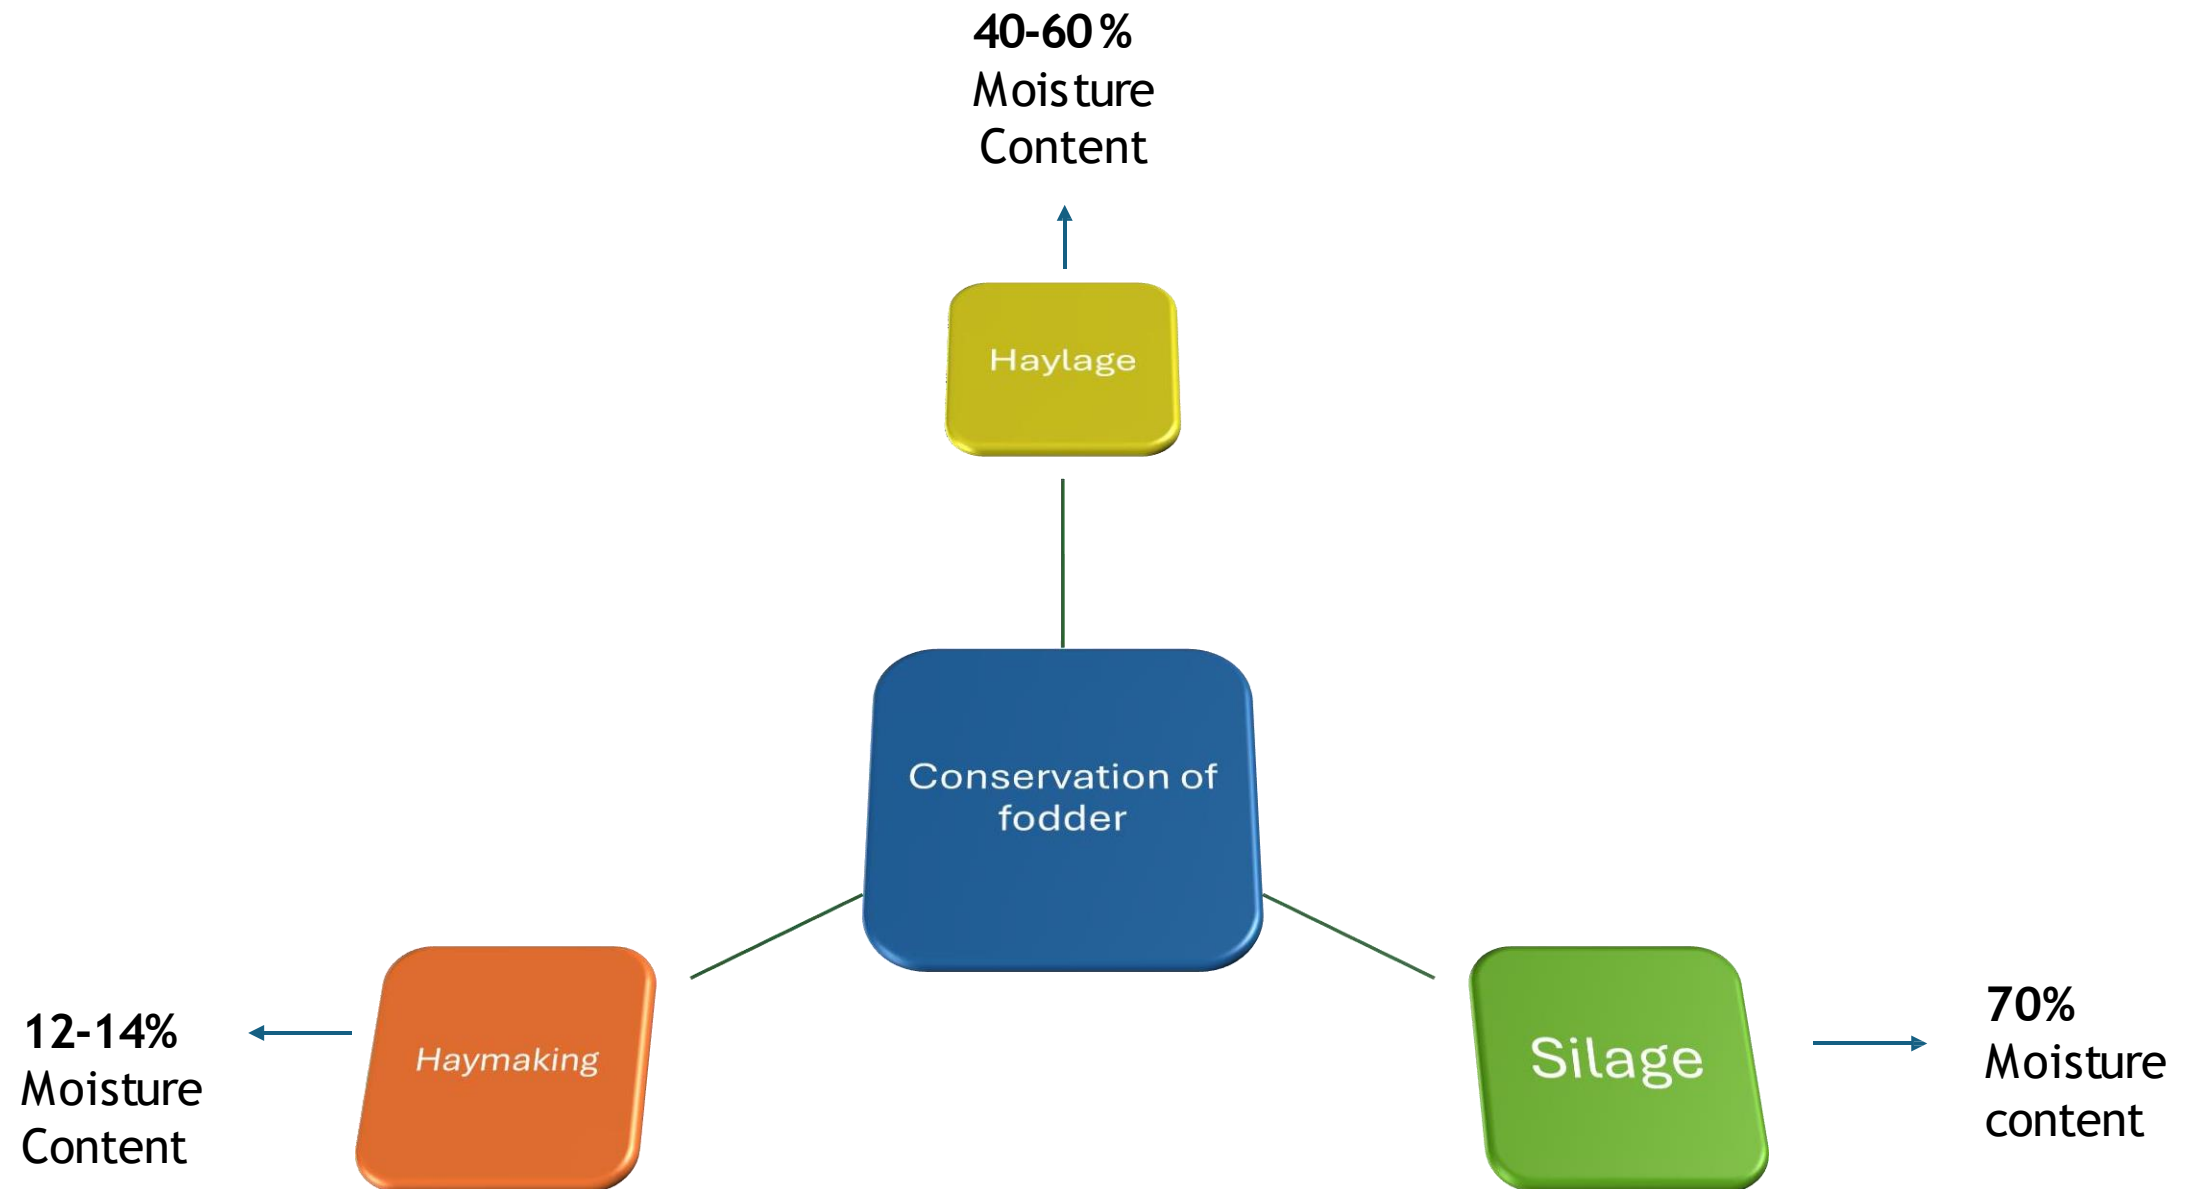 40-60%
Moisture
Content
Haylage
Conservation of
fodder
12-14%
Moisture
Content
Haymaking
Silage
70%
Moisture
content